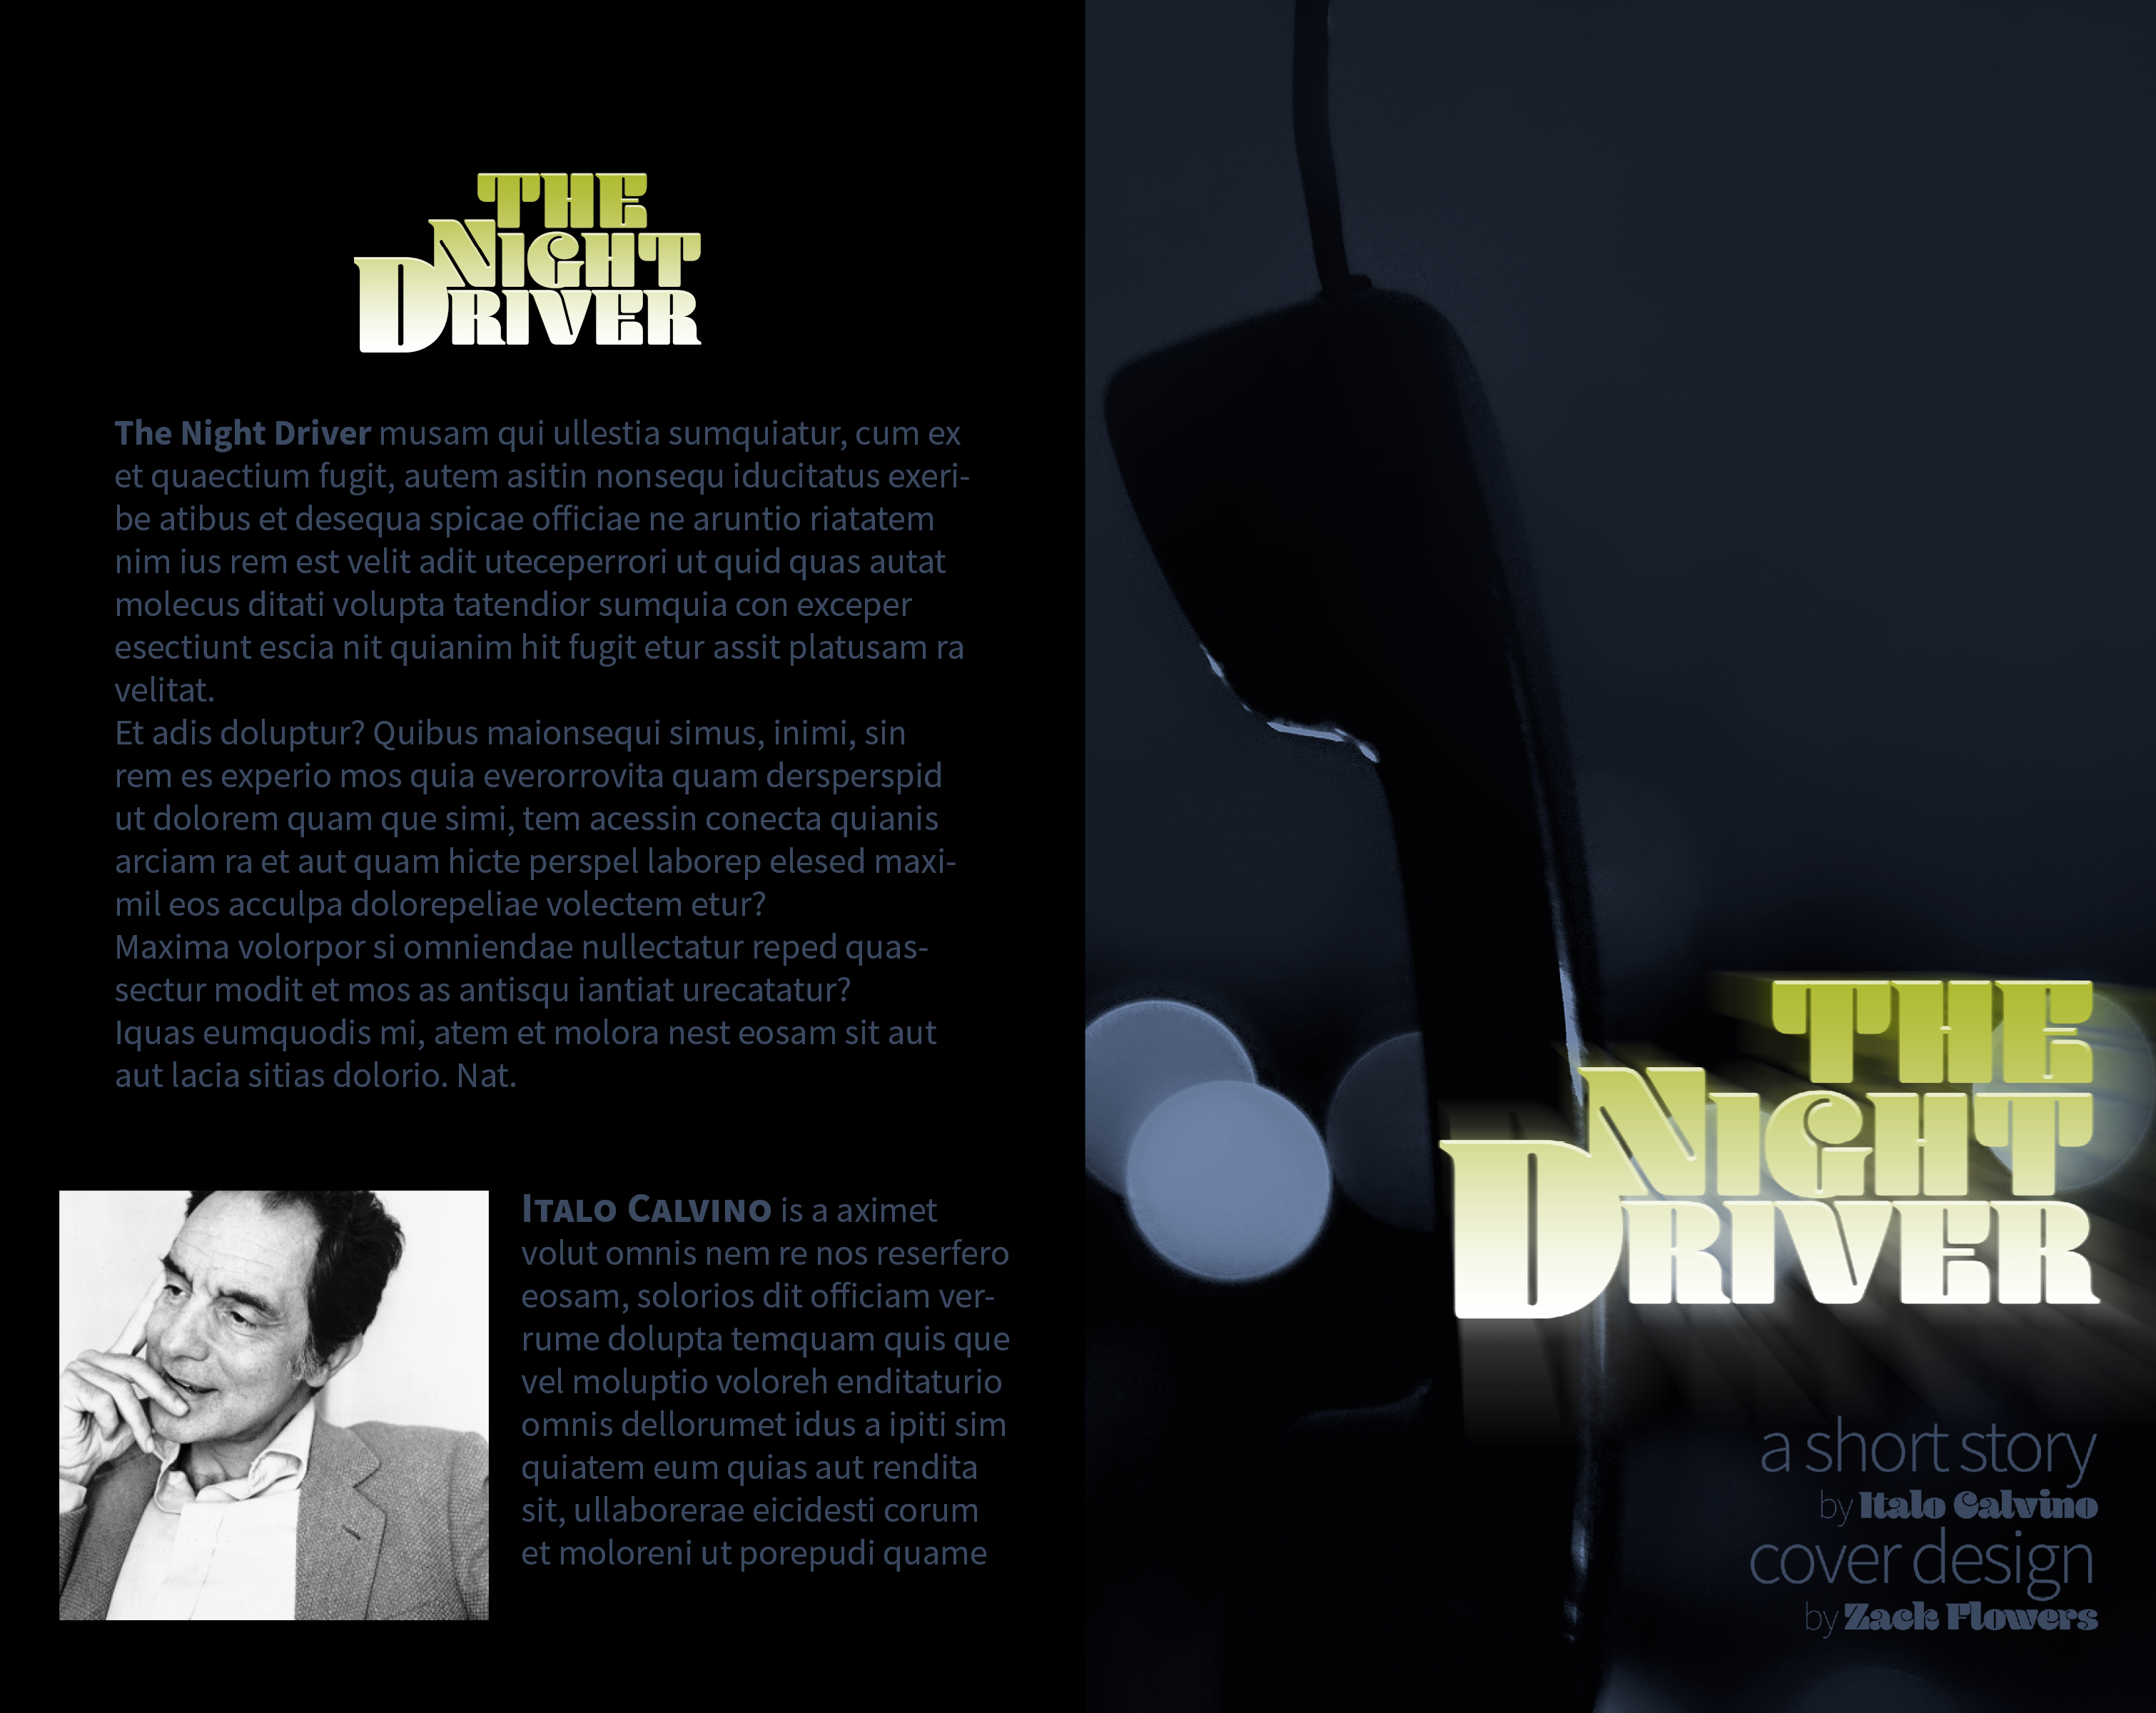 THE
NIGHT
DRIVER
The Night Driver musam qui ullestia sumquiatur, cum ex
et quaectium fugit, autem asitin nonsequ iducitatus exeri-
be atibus et desequa spicae officiae ne aruntio riatatem
nim ius rem est velit adit uteceperrori ut quid quas autat
molecus ditati volupta tatendior sumquia con exceper
esectiunt escia nit quianim hit fugit etur assit platusam ra
velitat.
Et adis doluptur? Quibus maionsequi simus, inimi, sin
rem es experio mos quia everorrovita quam dersperspid
ut dolorem quam que simi, tem acessin conecta quianis
arciam ra et aut quam hicte perspel laborep elesed maxi-
mil eos acculpa dolorepeliae volectem etur?
Maxima volorpor si omniendae nullectatur reped quas-
sectur modit et mos as antisqu iantiat urecatatur?
Iquas eumquodis mi, atem et molora nest eosam sit aut
aut lacia sitias dolorio. Nat.
ITALO CALVINO is a aximet
volut omnis nem re nos reserfero
eosam, solorios dit officiam ver-
rume dolupta temquam quis que
vel moluptio voloreh enditaturio
omnis dellorumet idus a ipiti sim
quiatem eum quias aut rendita
sit, ullaborerae eicidesti corum
et moloreni ut porepudi quame
THE
NIGHT
DRIVER
a short story
by Italo Calvino
cover design
by Zack Flowers